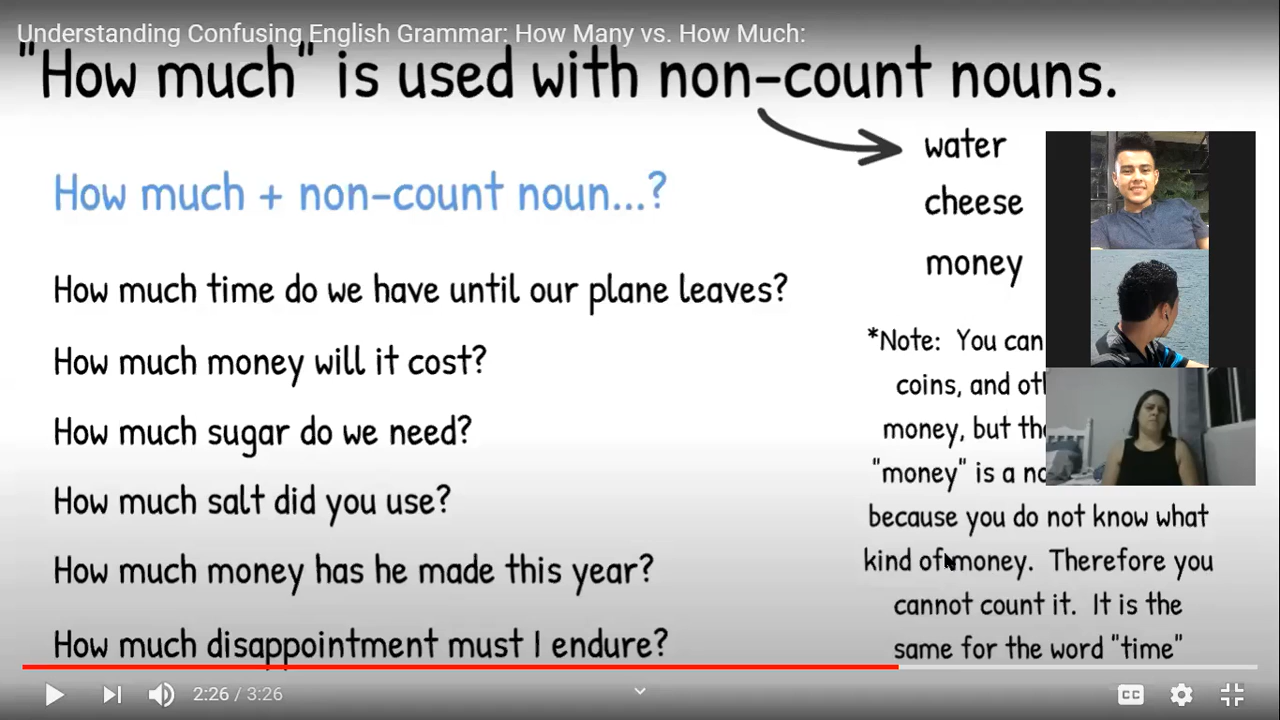 Understanding Confusing English Grammar: How Many vs. How Much:
"How much" is used with non-count nouns.
water
cheese
money
How much + non-count noun...?
How much time do we have until our plane leaves?
How much money will it cost?
How much sugar do we need?
How much salt did you use?
How much money has he made this year?
How much disappointment must I endure?
*Note: You can
coins, and
money, but
"money" is a
because you do not know what
kind of money. Therefore you
cannot count it. It is the
same for the word "time"
2:26 / 3:26
CC